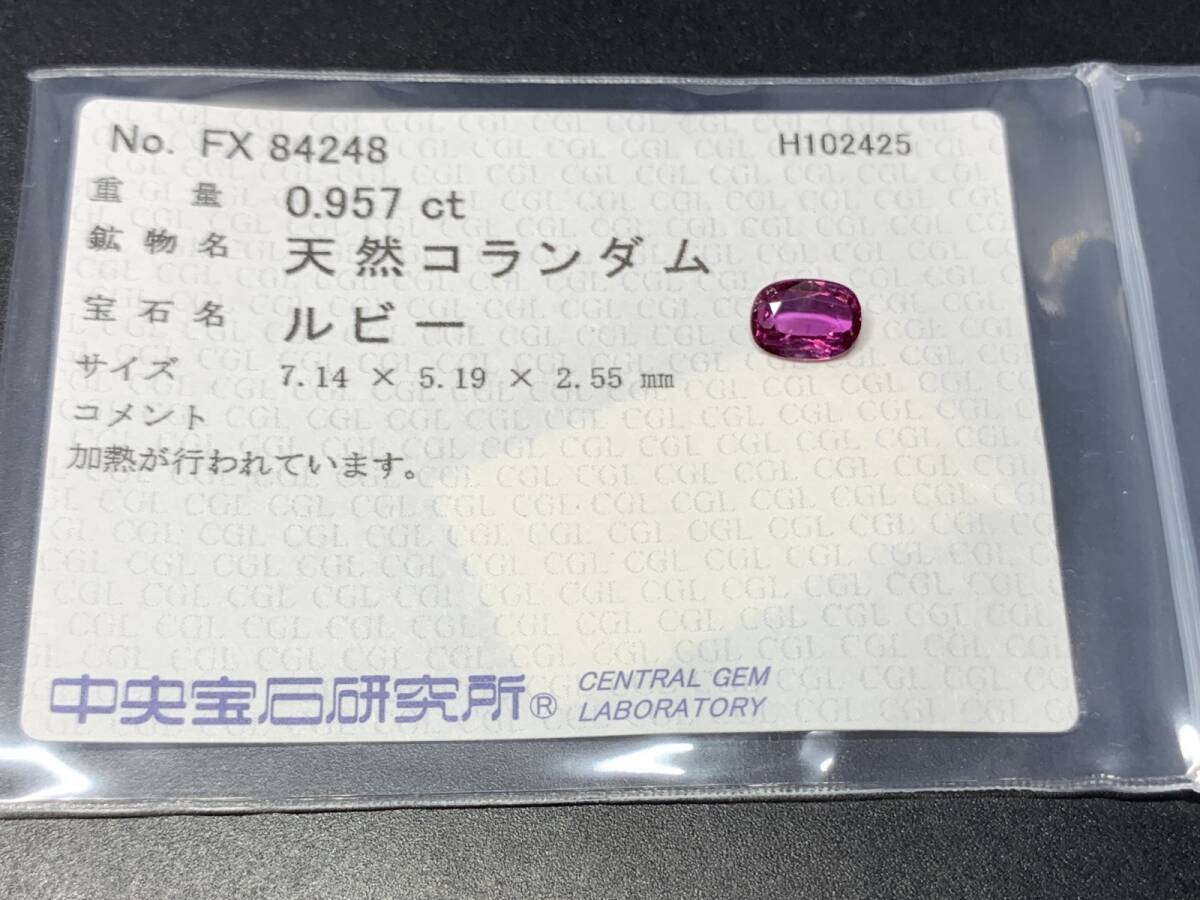 No. FX 84248 H102425
重 量 0.957 ct
鉱物名 天然コランダム
宝石名 ルビー
サイズ 7.14 × 5.19 × 2.55 mm
コメント
加熱が行われています。
中央宝石研究所® CENTRAL GEM
LABORATORY